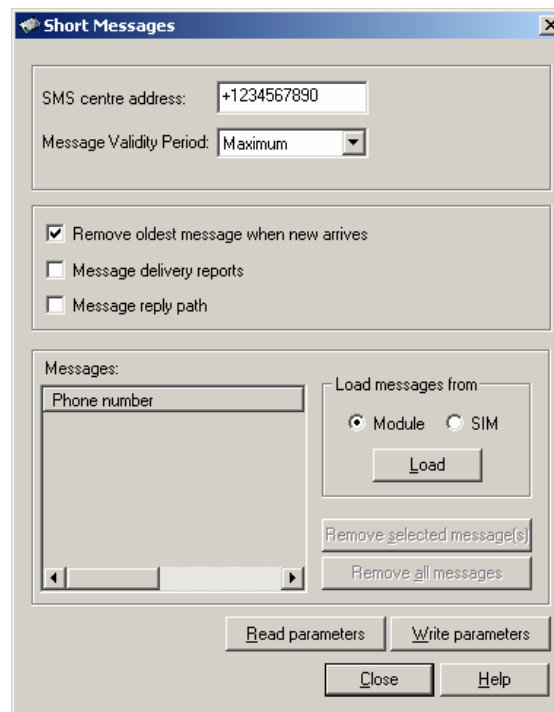 Short Messages
SMS centre address: +1234567890
Message Validity Period: Maximum
Remove oldest message when new arrives
Message delivery reports
Message reply path
Messages:
Phone number
Load messages from
Module SIM
Load
Remove selected message(s)
Remove all messages
Read parameters Write parameters
Close Help